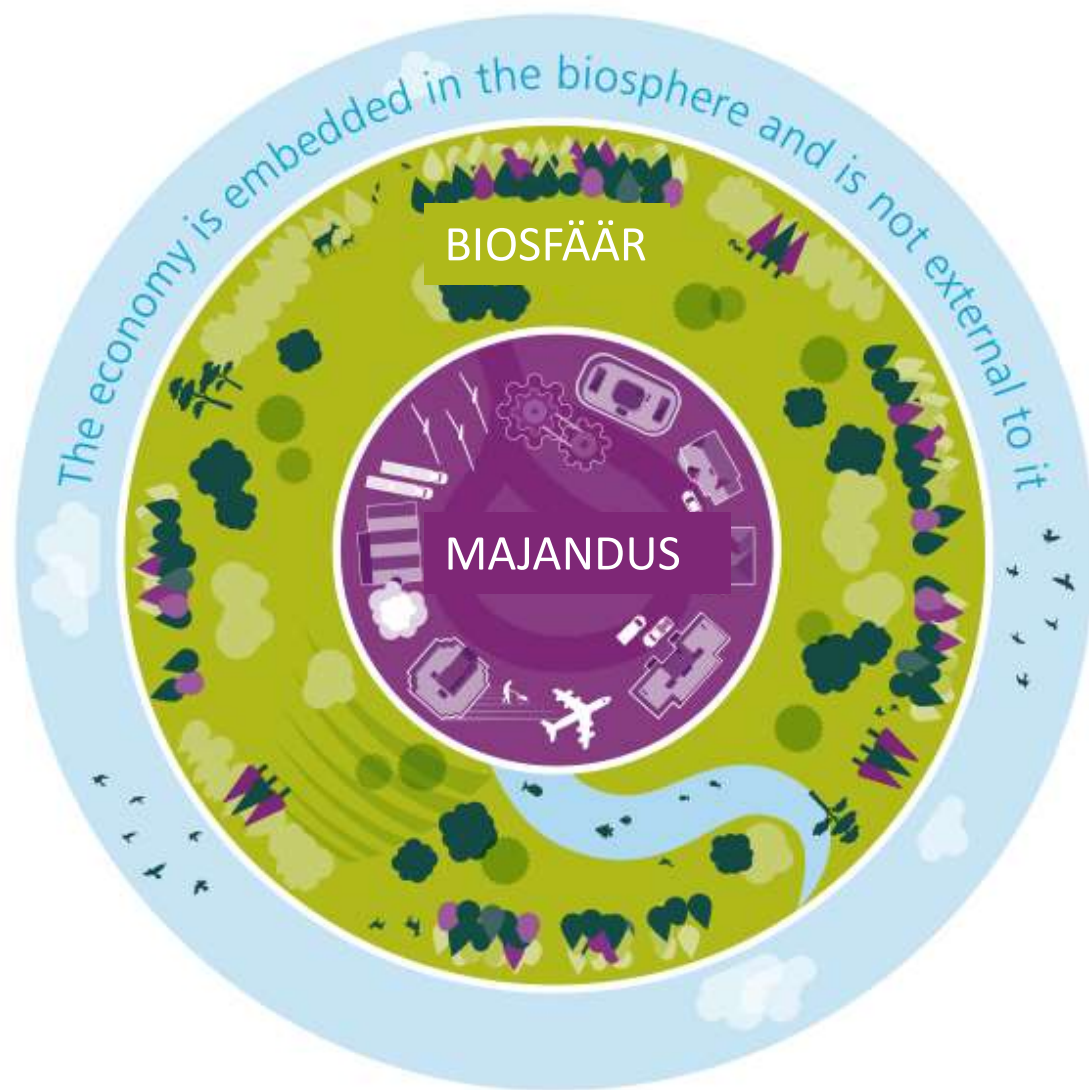 The economy is embedded in the biosphere and is not external to it
BIOSFÄÄR
MAJANDUS